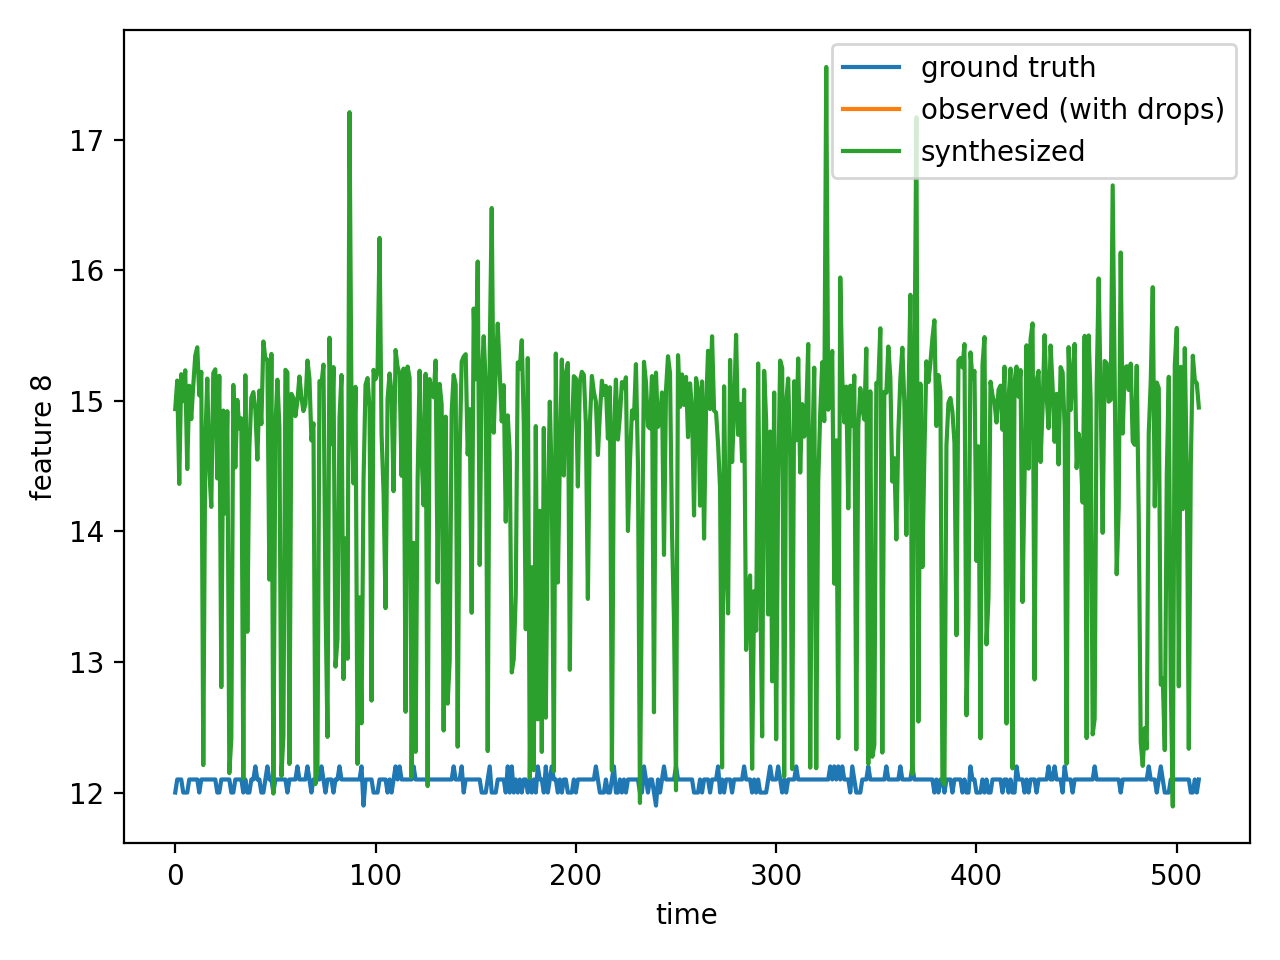 ground truth
observed (with drops)
synthesized
17
16
15
14
13
12
feature 8
0 100 200 300 400 500
time